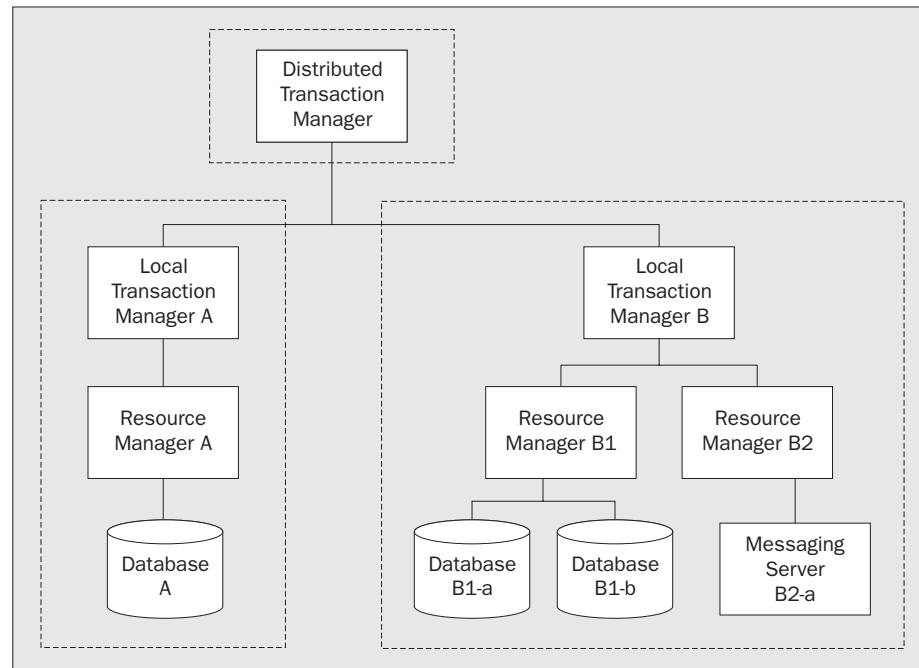 Distributed
Transaction
Manager
Local
Transaction
Manager A
Local
Transaction
Manager B
Resource
Manager A
Resource
Manager B1
Resource
Manager B2
Database
A
Database
B1-a
Database
B1-b
Messaging
Server
B2-a